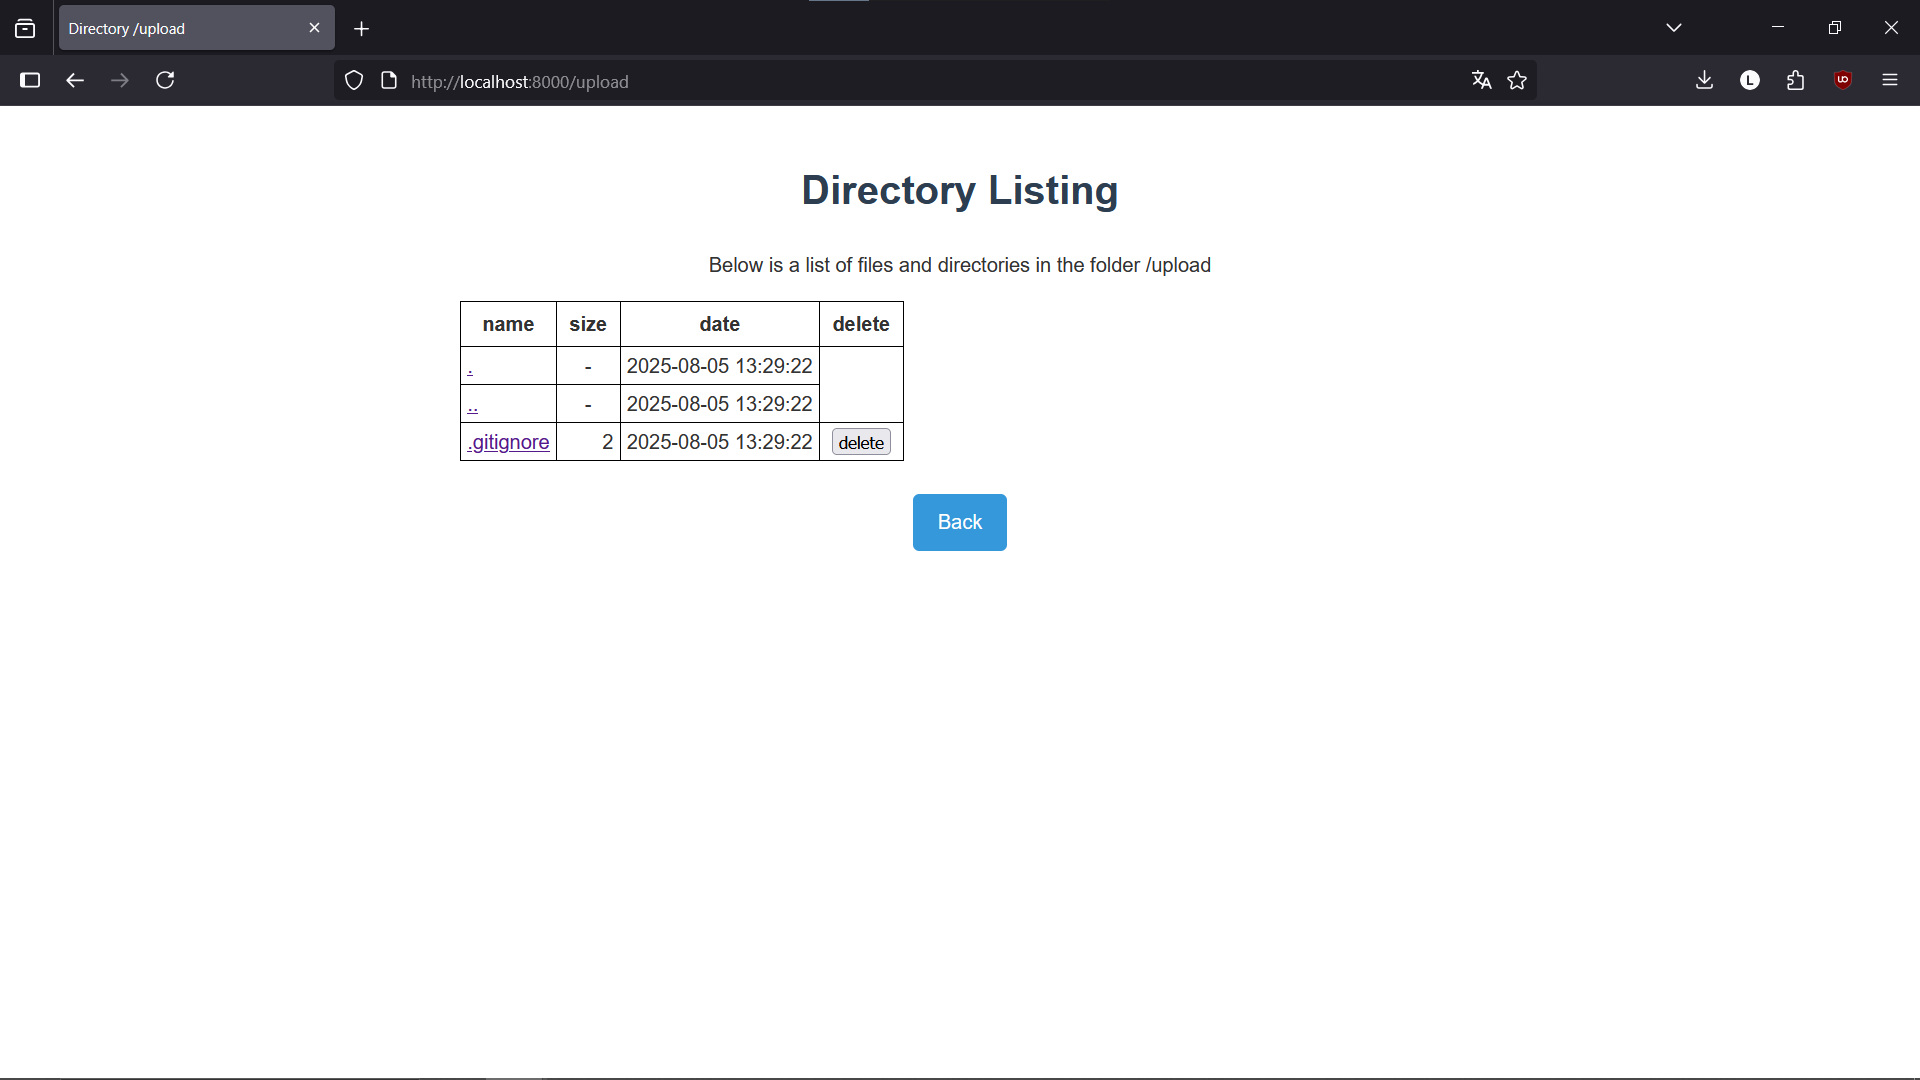 Directory /upload
http://localhost:8000/upload
L
Directory Listing
Below is a list of files and directories in the folder /upload
name size date delete
. - 2025-08-05 13:29:22
.. - 2025-08-05 13:29:22
.gitignore 2 2025-08-05 13:29:22 delete
Back